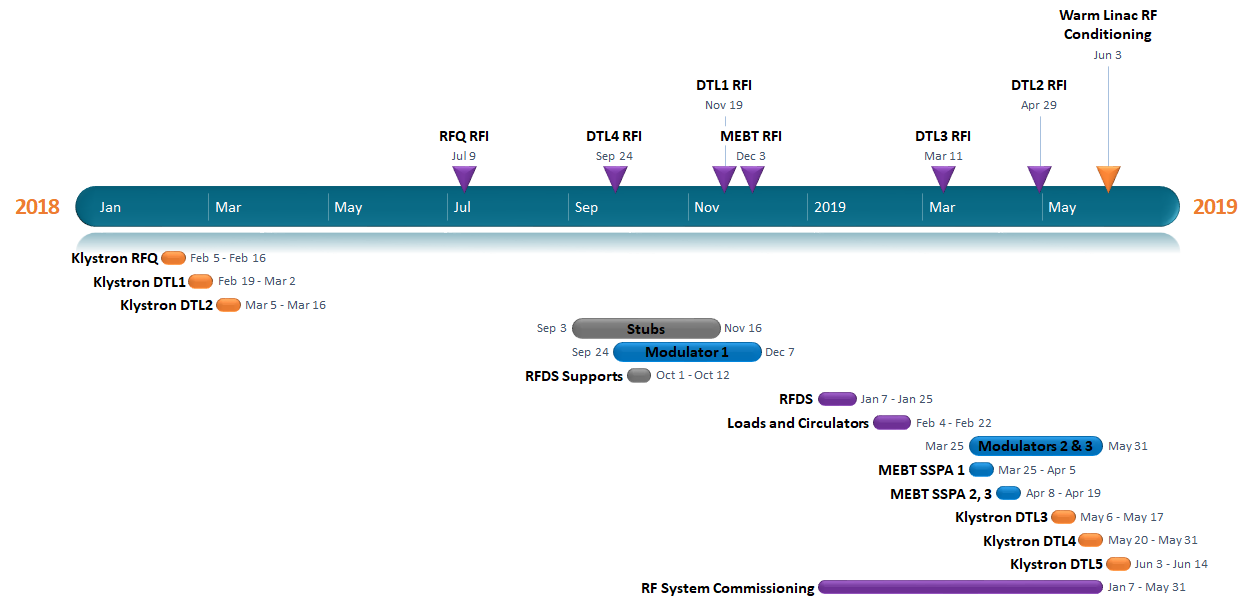 Warm Linac RF
Conditioning
Jun 3
DTL1 RFI
Nov 19
DTL2 RFI
Apr 29
RFQ RFI
Jul 9
DTL4 RFI
Sep 24
MEBT RFI
Dec 3
DTL3 RFI
Mar 11
2018 Jan Mar May Jul Sep Nov 2019 Mar May 2019
Klystron RFQ Feb 5 - Feb 16
Klystron DTL1 Feb 19 - Mar 2
Klystron DTL2 Mar 5 - Mar 16
Sep 3 Stubs Nov 16
Sep 24 Modulator 1 Dec 7
RFDS Supports Oct 1 - Oct 12
RFDS Jan 7 - Jan 25
Loads and Circulators Feb 4 - Feb 22
Mar 25 Modulators 2 & 3 May 31
MEBT SSPA 1 Mar 25 - Apr 5
MEBT SSPA 2, 3 Apr 8 - Apr 19
Klystron DTL3 May 6 - May 17
Klystron DTL4 May 20 - May 31
Klystron DTL5 Jun 3 - Jun 14
RF System Commissioning Jan 7 - May 31